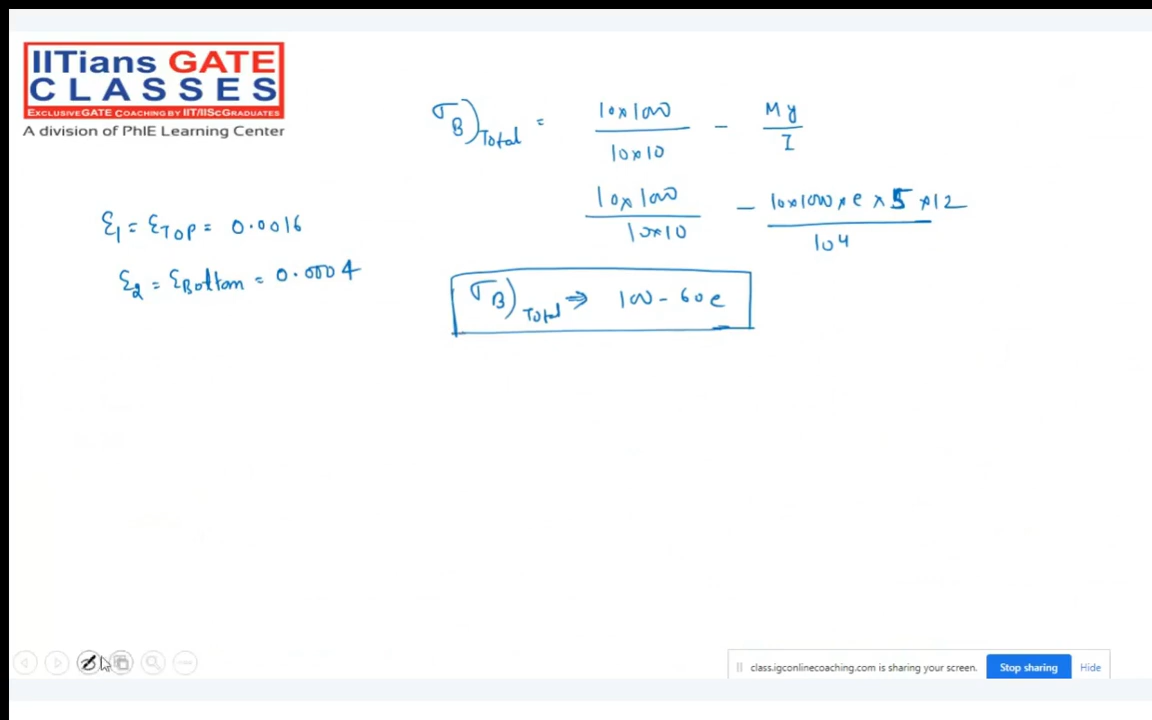 IITians GATE
CLASSES
EXCLUSIVE GATE COACHING BY IIT/IISc GRADUATES
A division of PhIE Learning Center
σB)Total = 10×1000 / 10×10 − My / I
10×1000 / 10×10 − 10×1000×e×5×12 / 10^4
ε1 = εTOP = 0.0016
ε2 = εBottom = 0.0004
σB)Total ⇒ 100 − 60e
class.igconlinecoaching.com is sharing your screen.
Stop sharing
Hide